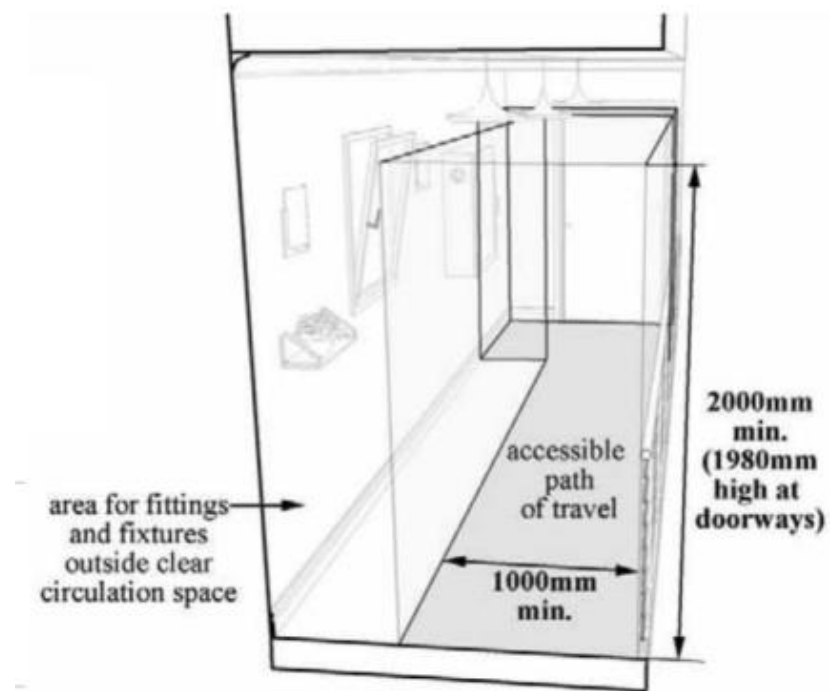 2000mm
min.
(1980mm
high at
doorways)
accessible
path
of travel
area for fittings
and fixtures
outside clear
circulation space
1000mm
min.